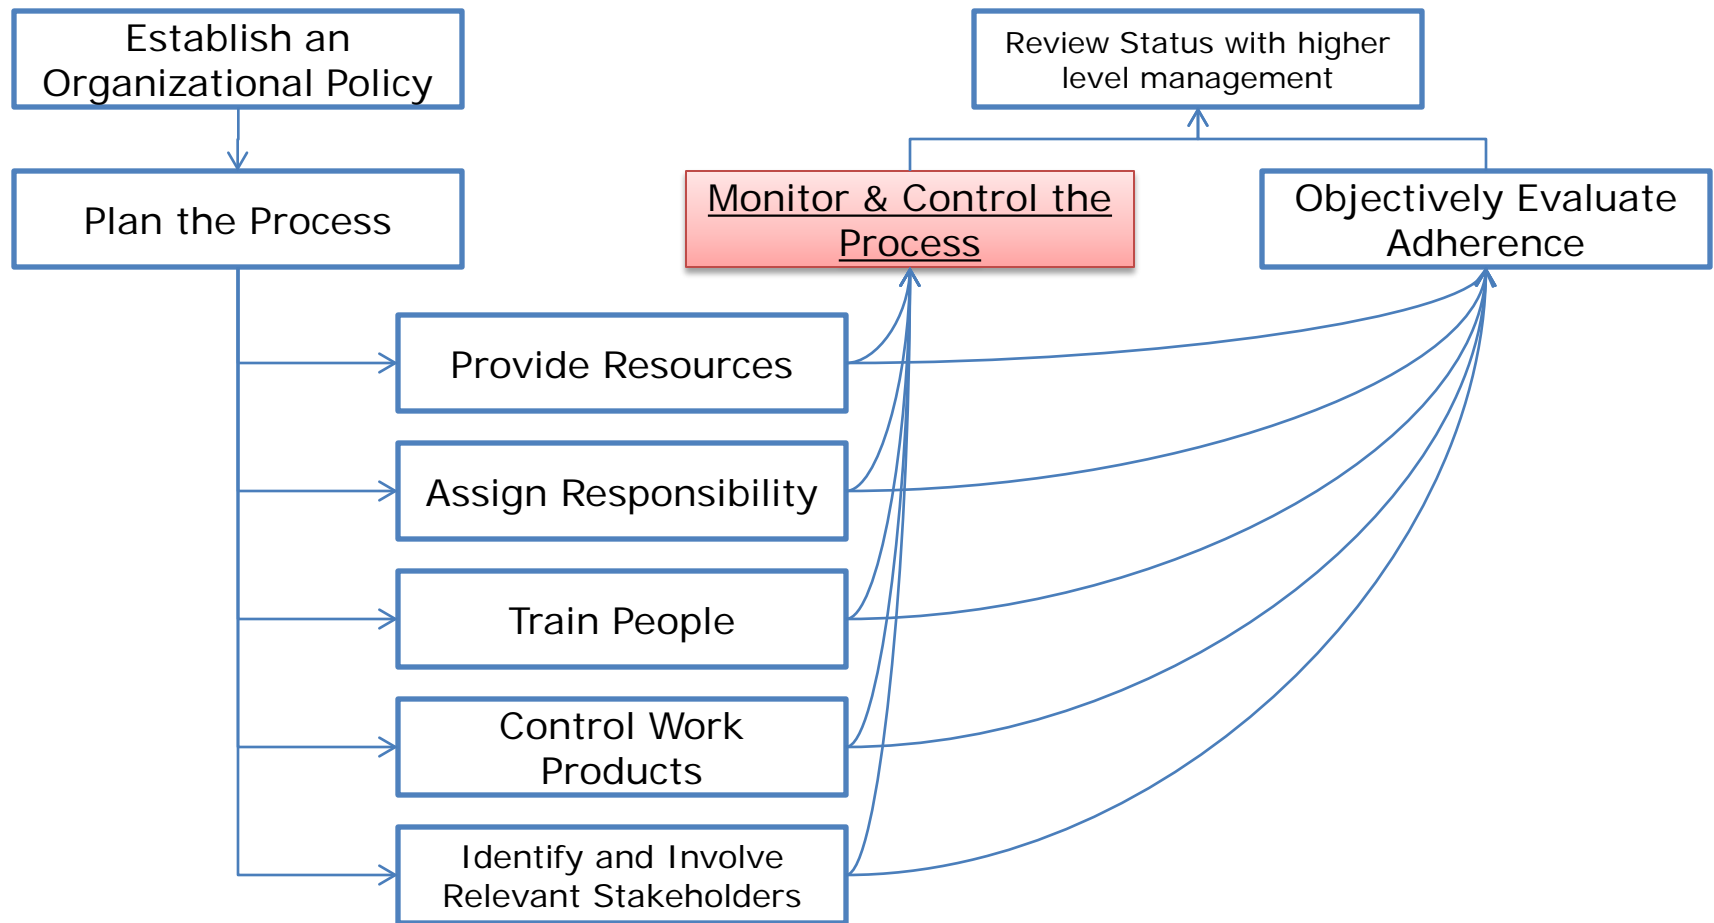 Establish an
Organizational Policy
Review Status with higher
level management
Plan the Process
Monitor & Control the
Process
Objectively Evaluate
Adherence
Provide Resources
Assign Responsibility
Train People
Control Work
Products
Identify and Involve
Relevant Stakeholders